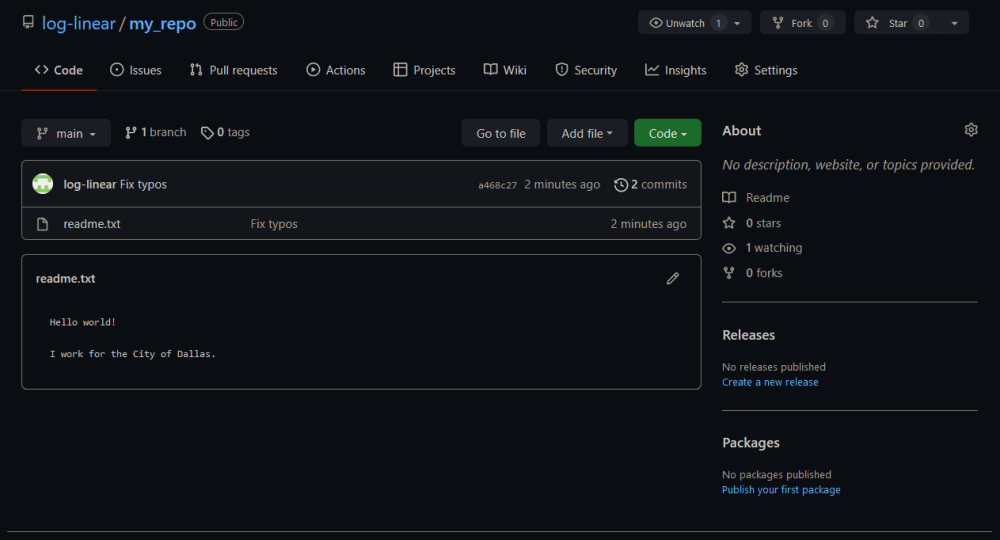 log-linear / my_repo Public
Unwatch 1
Fork 0
Star 0
Code
Issues
Pull requests
Actions
Projects
Wiki
Security
Insights
Settings
main
1 branch
0 tags
Go to file
Add file
Code
log-linear Fix typos
a468c27 2 minutes ago
2 commits
readme.txt
Fix typos
2 minutes ago
readme.txt
Hello world!
I work for the City of Dallas.
About
No description, website, or topics provided.
Readme
0 stars
1 watching
0 forks
Releases
No releases published
Create a new release
Packages
No packages published
Publish your first package